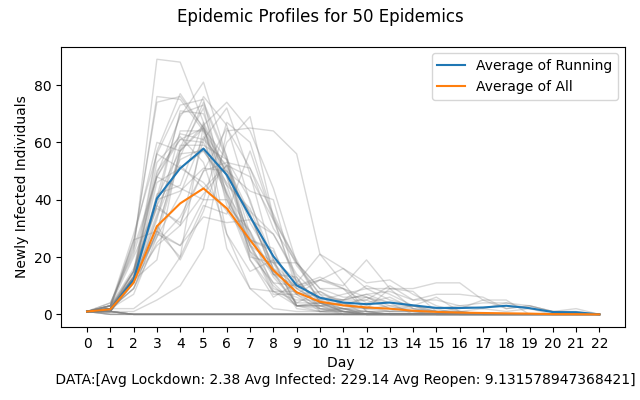 Epidemic Profiles for 50 Epidemics
Average of Running
Average of All
Newly Infected Individuals
80
60
40
20
0
0 1 2 3 4 5 6 7 8 9 10 11 12 13 14 15 16 17 18 19 20 21 22
Day
DATA:[Avg Lockdown: 2.38 Avg Infected: 229.14 Avg Reopen: 9.131578947368421]